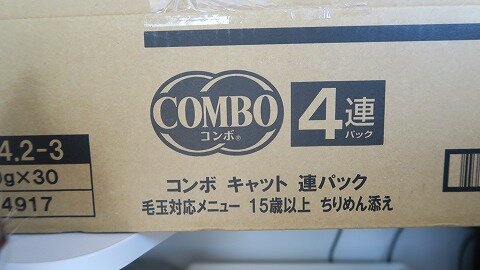 COMBO
コンボ®
4連
パック
4.2-3
g×30
4917
コンボ キャット 連パック
毛玉対応メニュー 15歳以上 ちりめん添え